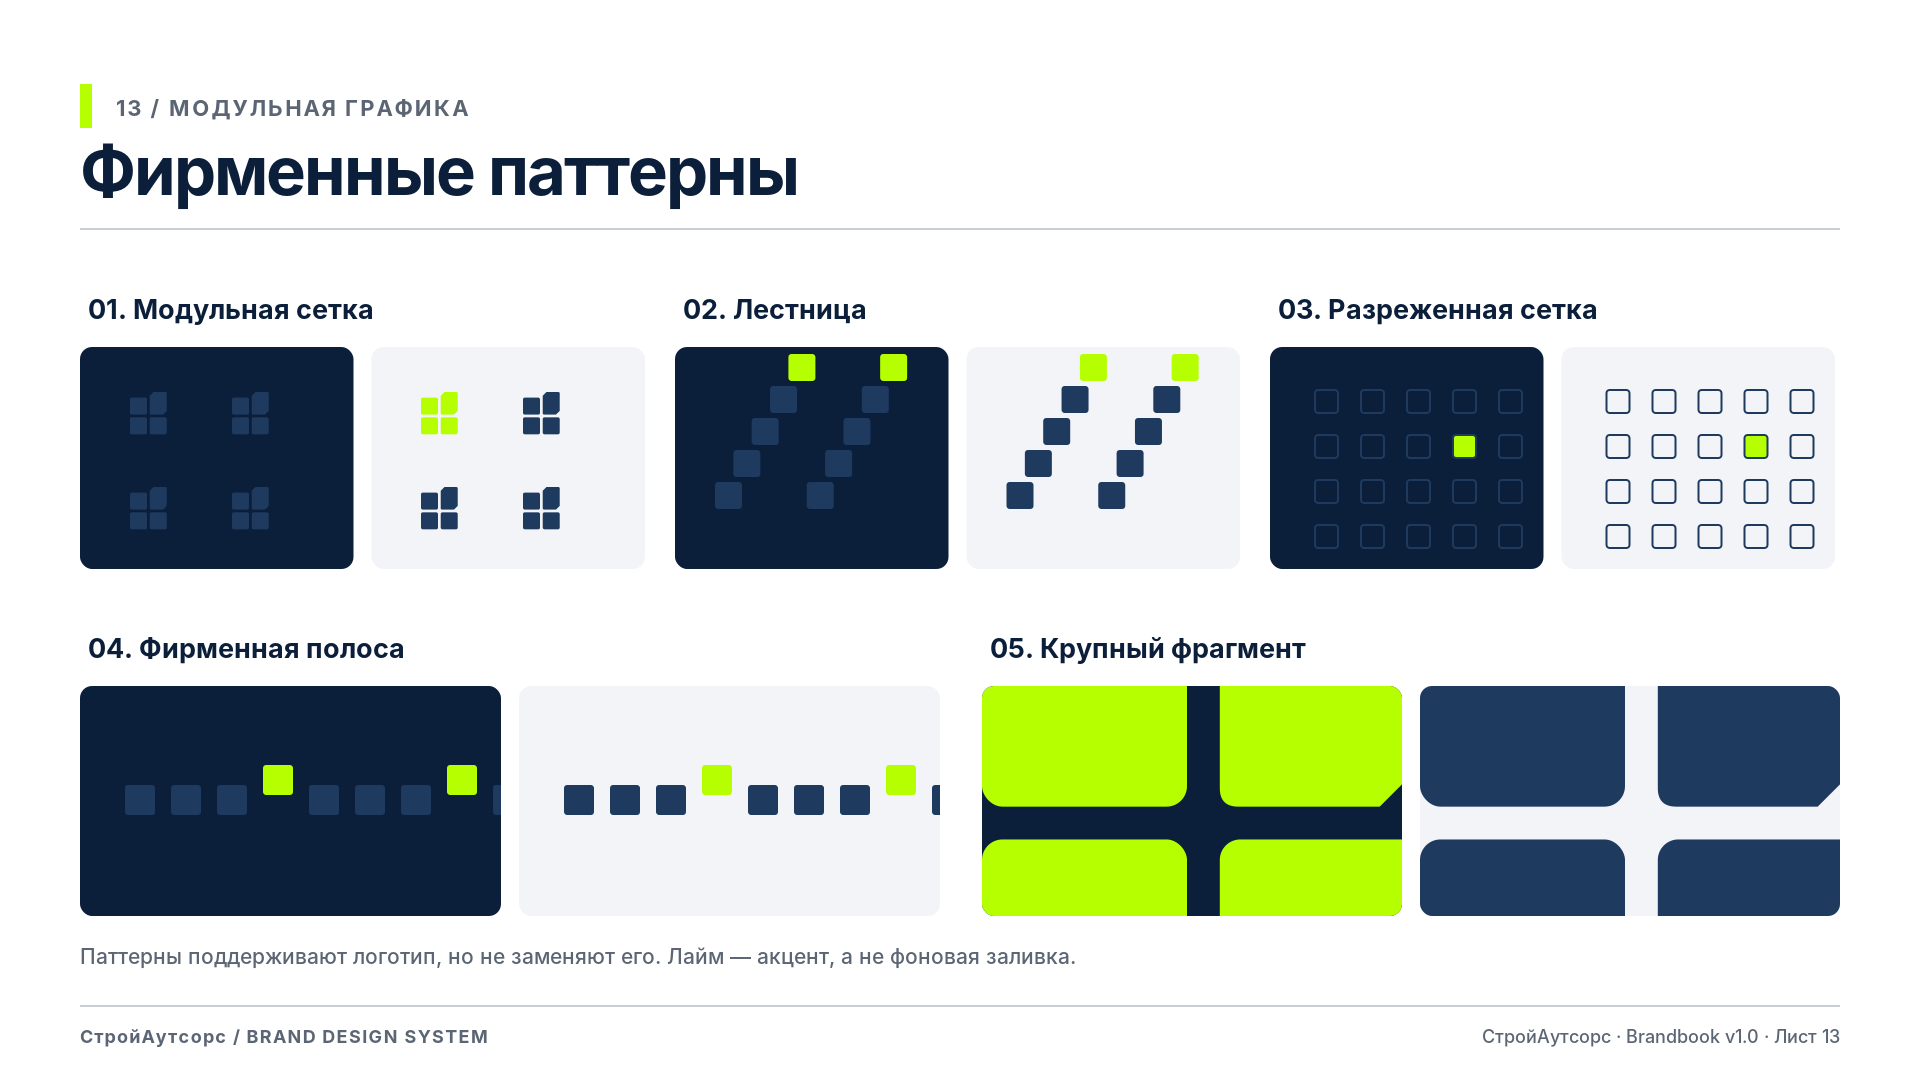 13 / МОДУЛЬНАЯ ГРАФИКА
Фирменные паттерны
01. Модульная сетка
02. Лестница
03. Разреженная сетка
04. Фирменная полоса
05. Крупный фрагмент
Паттерны поддерживают логотип, но не заменяют его. Лайм — акцент, а не фоновая заливка.
СтройАутсорс / BRAND DESIGN SYSTEM
СтройАутсорс · Brandbook v1.0 · Лист 13